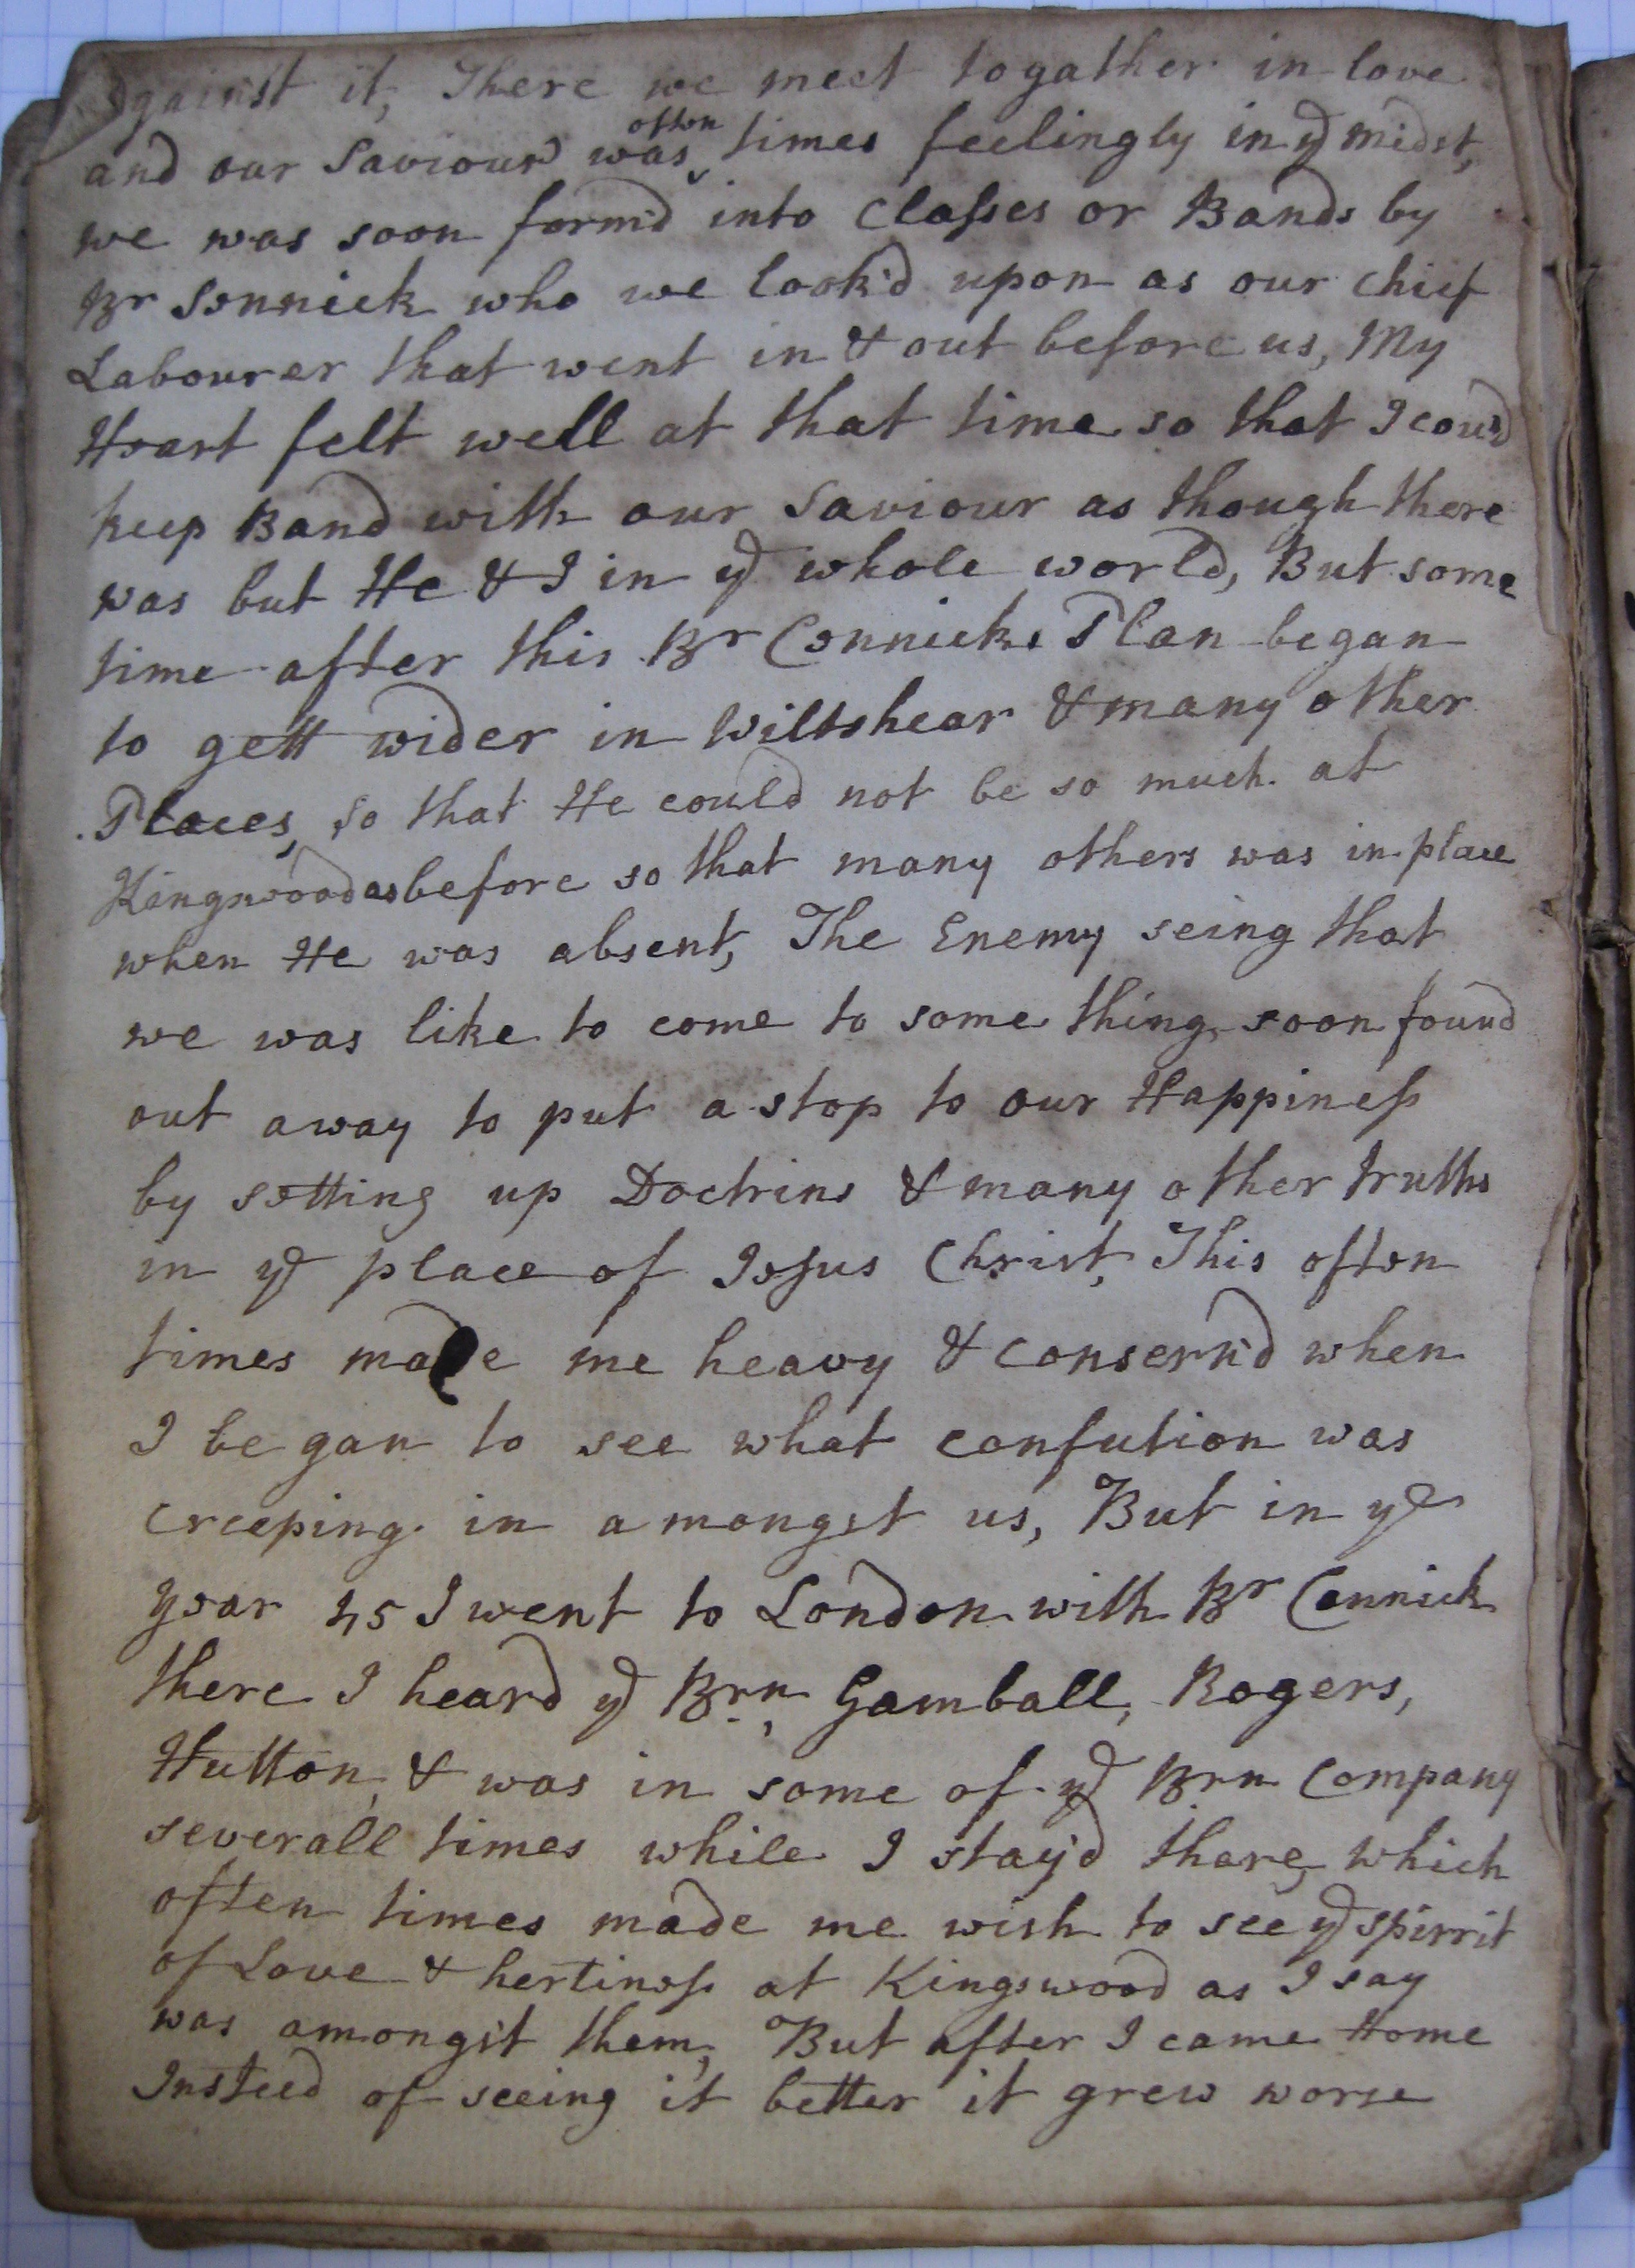 against it, There we meet togather in love
and our Saviour was often times feelingly in ye midst,
we was soon form'd into Classes or Bands by
Br Sennick who we look'd upon as our chief
Labourer that went in & out before us, My
Heart felt well at that time so that I cou'd
keep Band with our Saviour as though there
was but He & I in ye whole world, But some
time after this Br Cennicks Plan began
to gett wider in Wiltshear & many other
Places, so that He could not be so much at
Kingswood as before so that many others was in place
when He was absent, The Enemy seing that
we was like to come to some thing, soon found
out away to put a stop to our Happiness
by setting up Doctrins & many other truths
in ye place of Jesus Christ, This often
times made me heavy & consern'd when
I be gan to see what confution was
creeping in a mongst us, But in ye
year 45 I went to London with Br Cennick
there I heard ye Brn Gamball, Rogers,
Hutton, & was in some of ye Brn Company
severall times while I stay'd thare, which
often times made me wish to see ye spirrit
of Love & hertiness at Kingswood as I say
was amongst them, But after I came Home
Insteed of seeing it better it grew worse